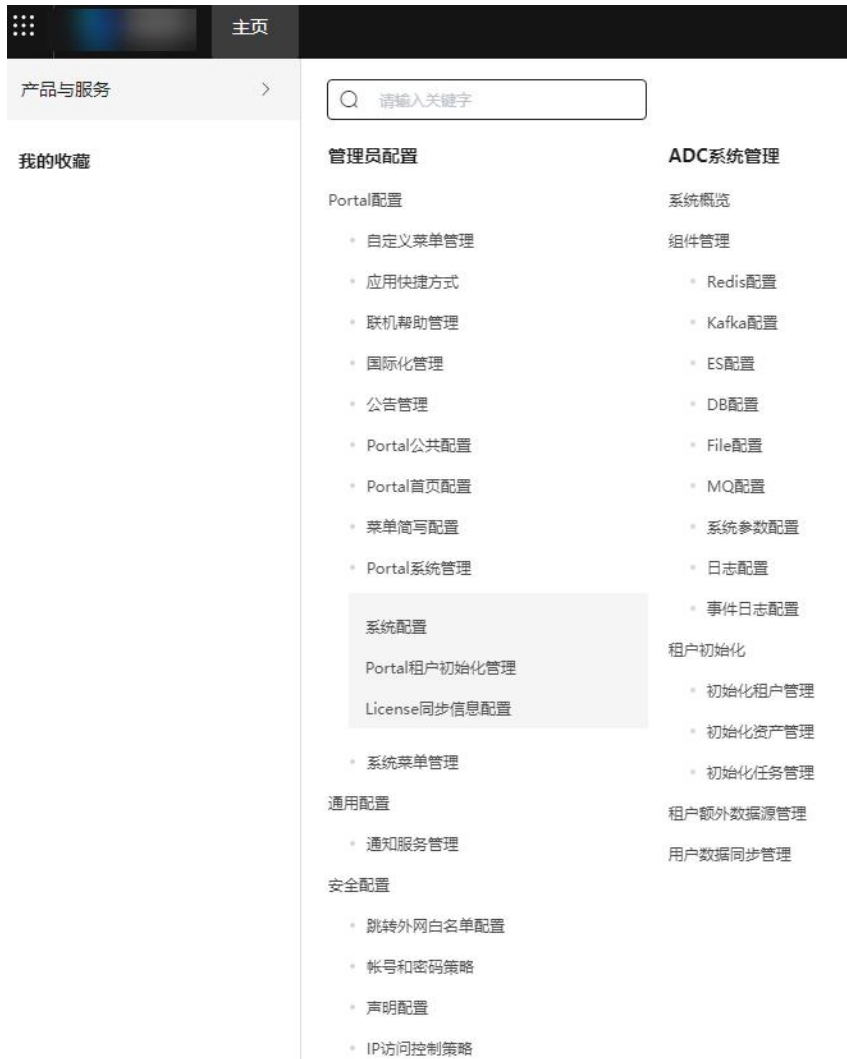 主页
产品与服务
我的收藏
请输入关键字
管理员配置
Portal配置
自定义菜单管理
应用快捷方式
联机帮助管理
国际化管理
公告管理
Portal公共配置
Portal首页配置
菜单简写配置
Portal系统管理
系统配置
Portal租户初始化管理
License同步信息配置
系统菜单管理
通用配置
通知服务管理
安全配置
跳转外网白名单配置
帐号和密码策略
声明配置
IP访问控制策略
ADC系统管理
系统概览
组件管理
Redis配置
Kafka配置
ES配置
DB配置
File配置
MQ配置
系统参数配置
日志配置
事件日志配置
租户初始化
初始化租户管理
初始化资产管理
初始化任务管理
租户额外数据源管理
用户数据同步管理